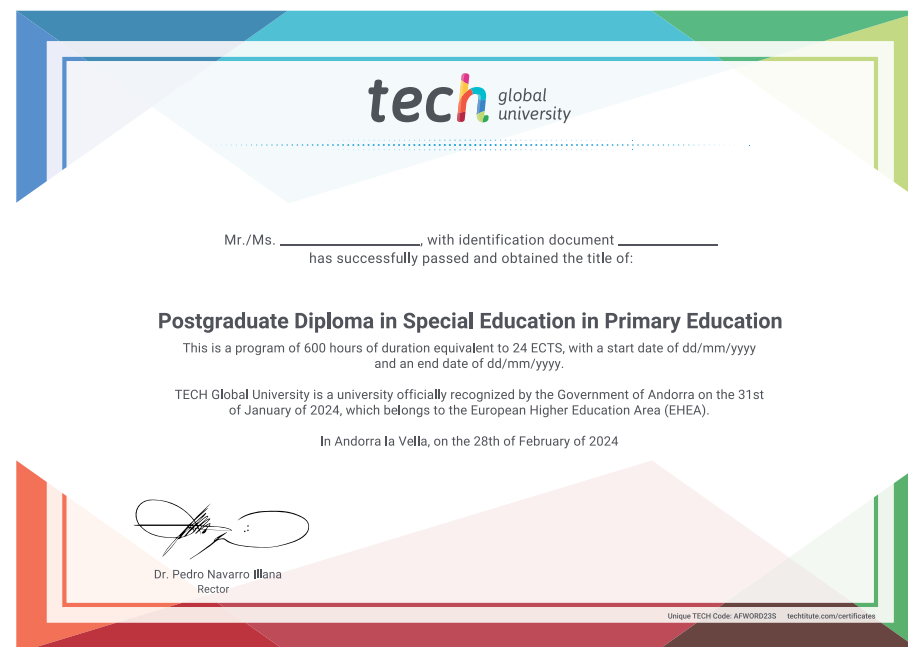 tech global
university
Mr./Ms. ____________, with identification document ____________
has successfully passed and obtained the title of:
Postgraduate Diploma in Special Education in Primary Education
This is a program of 600 hours of duration equivalent to 24 ECTS, with a start date of dd/mm/yyyy
and an end date of dd/mm/yyyy.
TECH Global University is a university officially recognized by the Government of Andorra on the 31st
of January of 2024, which belongs to the European Higher Education Area (EHEA).
In Andorra la Vella, on the 28th of February of 2024
Dr. Pedro Navarro Illana
Rector
Unique TECH Code: AFWORD23S techtitute.com/certificates